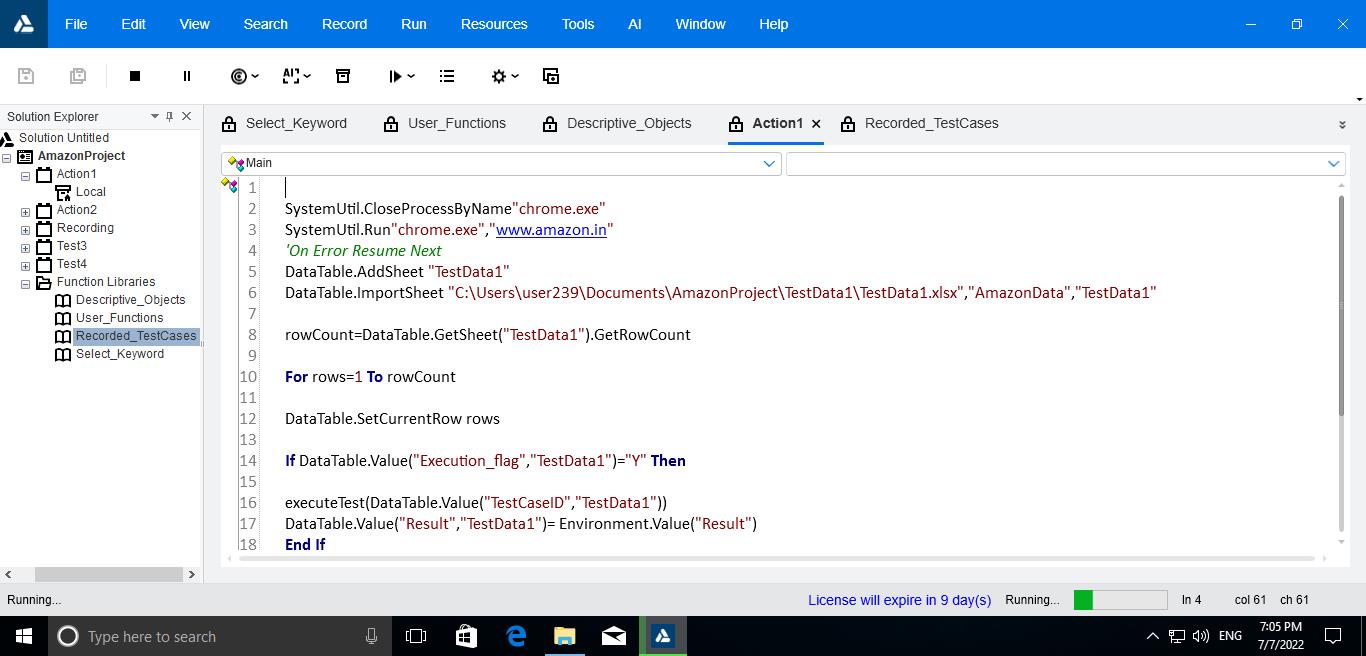 File Edit View Search Record Run Resources Tools AI Window Help
Solution Explorer
Solution Untitled
AmazonProject
Action1
Local
Action2
Recording
Test3
Test4
Function Libraries
Descriptive_Objects
User_Functions
Recorded_TestCases
Select_Keyword
Select_Keyword User_Functions Descriptive_Objects Action1 Recorded_TestCases
Main
1
2 SystemUtil.CloseProcessByName"chrome.exe"
3 SystemUtil.Run"chrome.exe","www.amazon.in"
4 'On Error Resume Next
5 DataTable.AddSheet "TestData1"
6 DataTable.ImportSheet "C:\Users\user239\Documents\AmazonProject\TestData1\TestData1.xlsx","AmazonData","TestData1"
7
8 rowCount=DataTable.GetSheet("TestData1").GetRowCount
9
10 For rows=1 To rowCount
11
12 DataTable.SetCurrentRow rows
13
14 If DataTable.Value("Execution_flag","TestData1")="Y" Then
15
16 executeTest(DataTable.Value("TestCaseID","TestData1"))
17 DataTable.Value("Result","TestData1")= Environment.Value("Result")
18 End If
Running... License will expire in 9 day(s) Running... ln 4 col 61 ch 61
Type here to search ENG 7:05 PM
7/7/2022